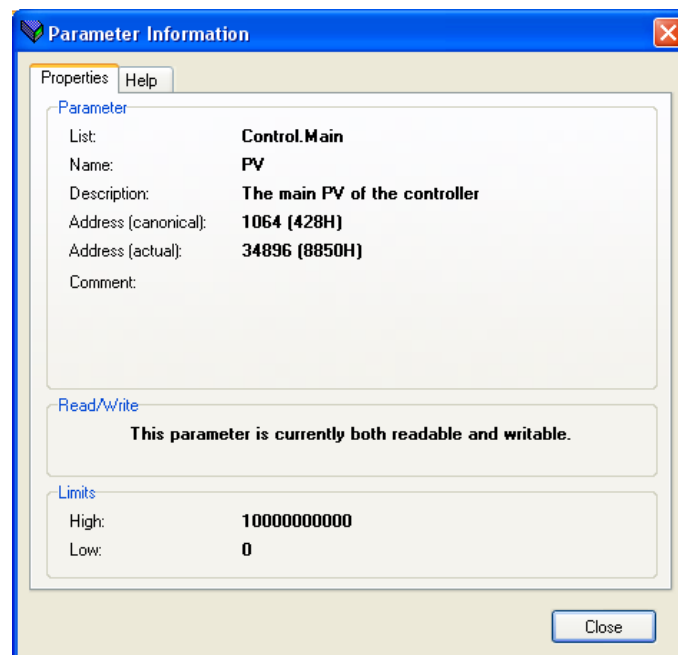 Parameter Information
Properties Help
Parameter
List: Control.Main
Name: PV
Description: The main PV of the controller
Address (canonical): 1064 (428H)
Address (actual): 34896 (8850H)
Comment:
Read/Write
This parameter is currently both readable and writable.
Limits
High: 10000000000
Low: 0
Close